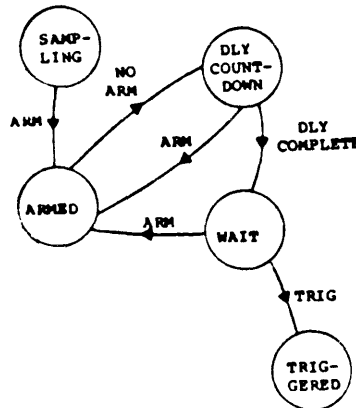 SAMP-
LING
DLY
COUNT-
DOWN
NO
ARM
ARM
ARM
DLY
COMPLETE
ARMED
ARM
WAIT
TRIG
TRIG-
GERED